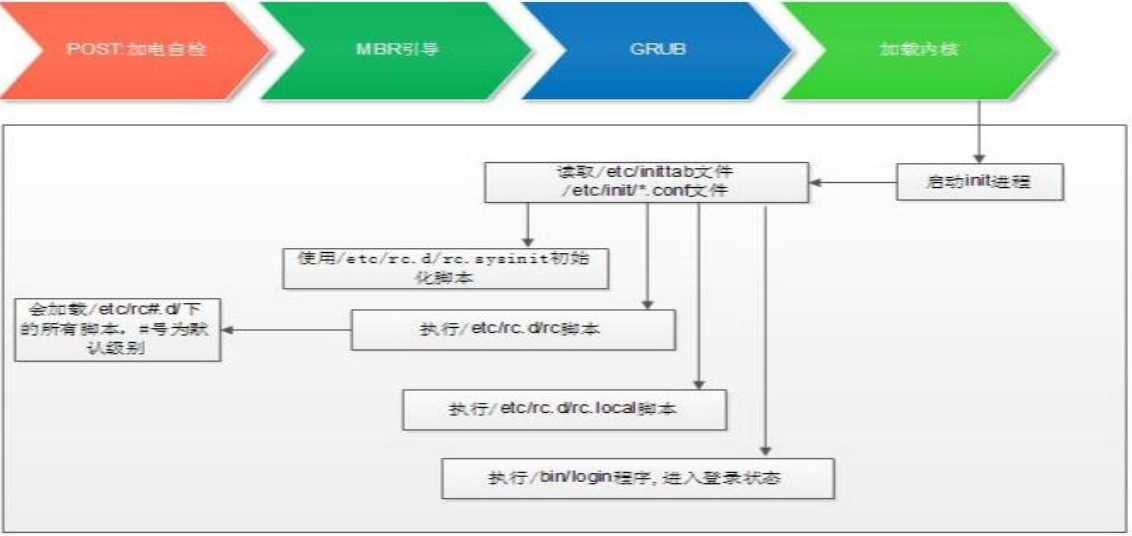 POST:加电自检
MBR引导
GRUB
加载内核
读取/etc/inittab文件
/etc/init/*.conf文件
启动init进程
使用/etc/rc.d/rc.sysinit初始
化脚本
会加载/etc/rc#.d/下
的所有脚本，#号为默
认级别
执行/etc/rc.d/rc脚本
执行/etc/rc.d/rc.local脚本
执行/bin/login程序,进入登录状态